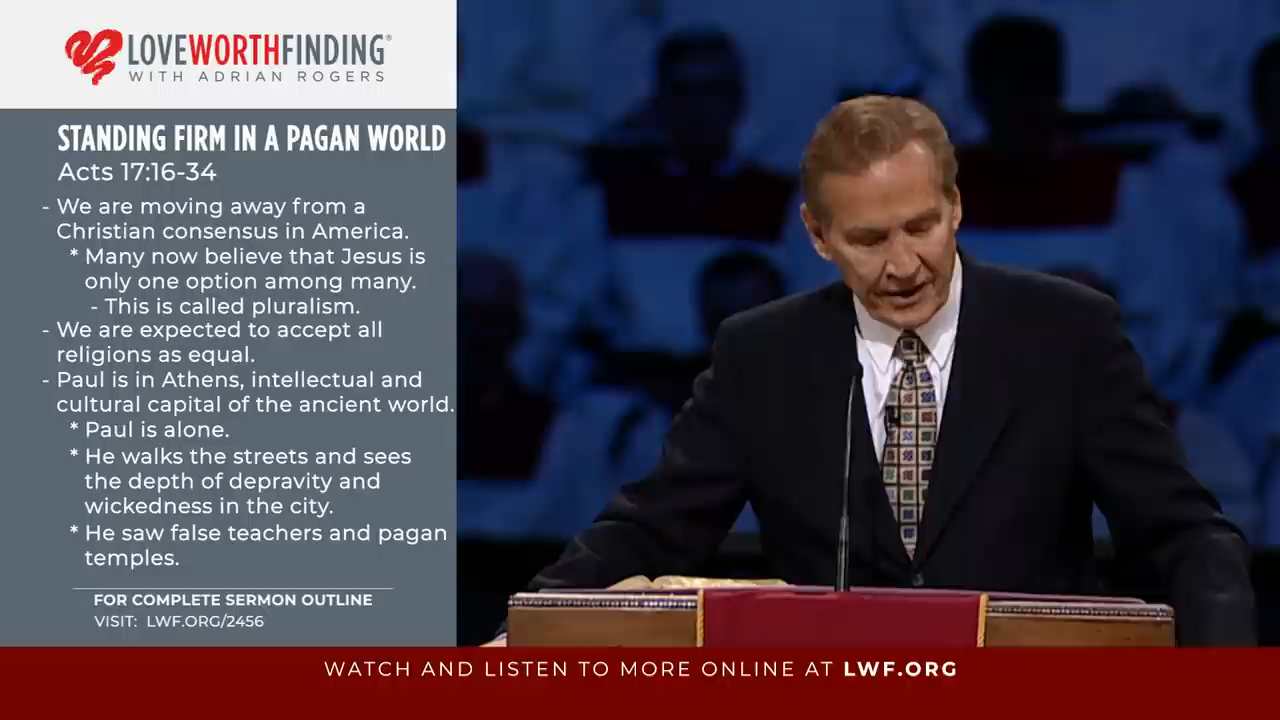 LOVEWORTHFINDING®
WITH ADRIAN ROGERS
STANDING FIRM IN A PAGAN WORLD
Acts 17:16-34
- We are moving away from a
Christian consensus in America.
* Many now believe that Jesus is
only one option among many.
- This is called pluralism.
- We are expected to accept all
religions as equal.
- Paul is in Athens, intellectual and
cultural capital of the ancient world.
* Paul is alone.
* He walks the streets and sees
the depth of depravity and
wickedness in the city.
* He saw false teachers and pagan
temples.
FOR COMPLETE SERMON OUTLINE
VISIT: LWF.ORG/2456
WATCH AND LISTEN TO MORE ONLINE AT LWF.ORG